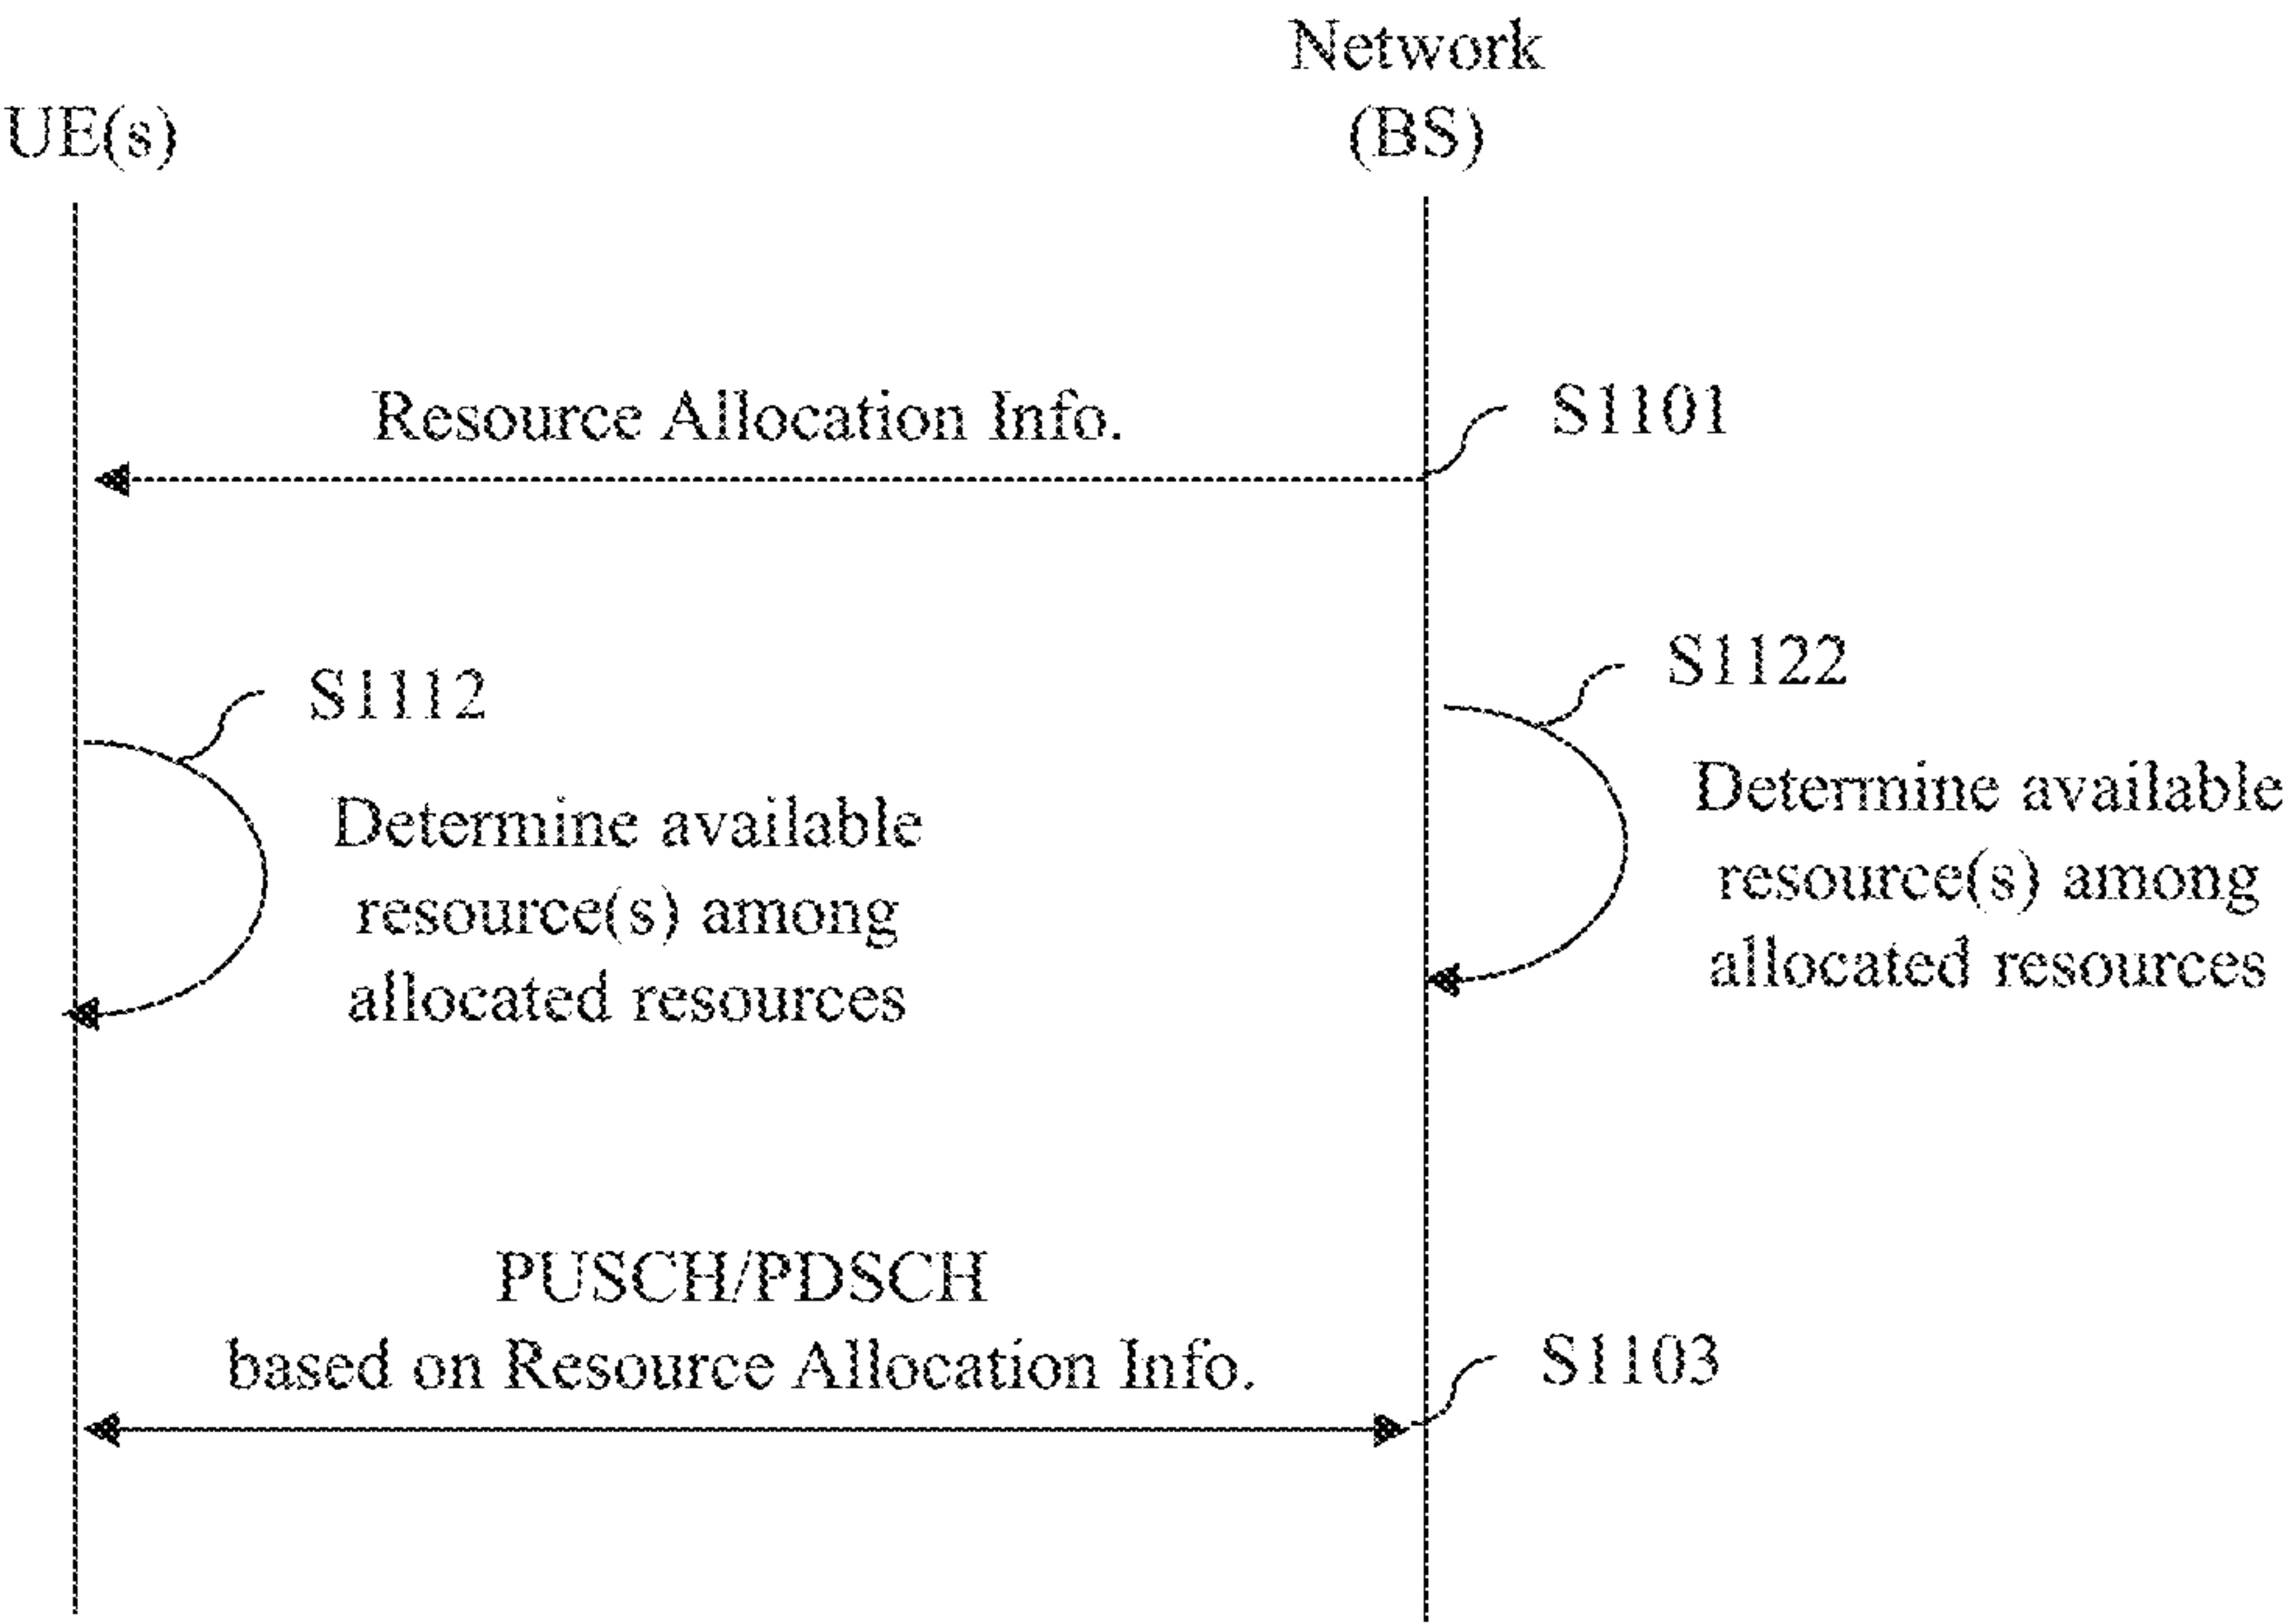 Network
(BS)
UE(s)
Resource Allocation Info.
S1101
S1122
S1112
Determine available
resource(s) among
allocated resources
Determine available
resource(s) among
allocated resources
PUSCH/PDSCH
based on Resource Allocation Info.
S1103